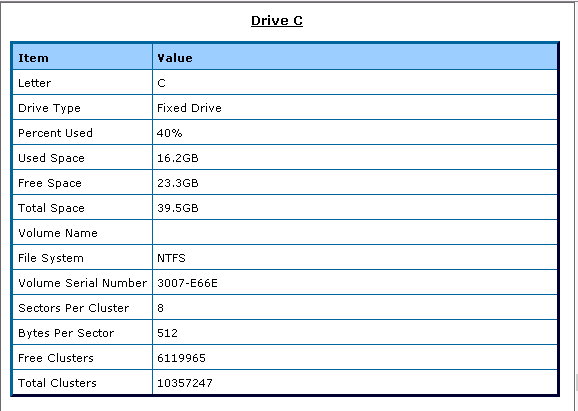 Drive C
Item Value
Letter C
Drive Type Fixed Drive
Percent Used 40%
Used Space 16.2GB
Free Space 23.3GB
Total Space 39.5GB
Volume Name
File System NTFS
Volume Serial Number 3007-E66E
Sectors Per Cluster 8
Bytes Per Sector 512
Free Clusters 6119965
Total Clusters 10357247